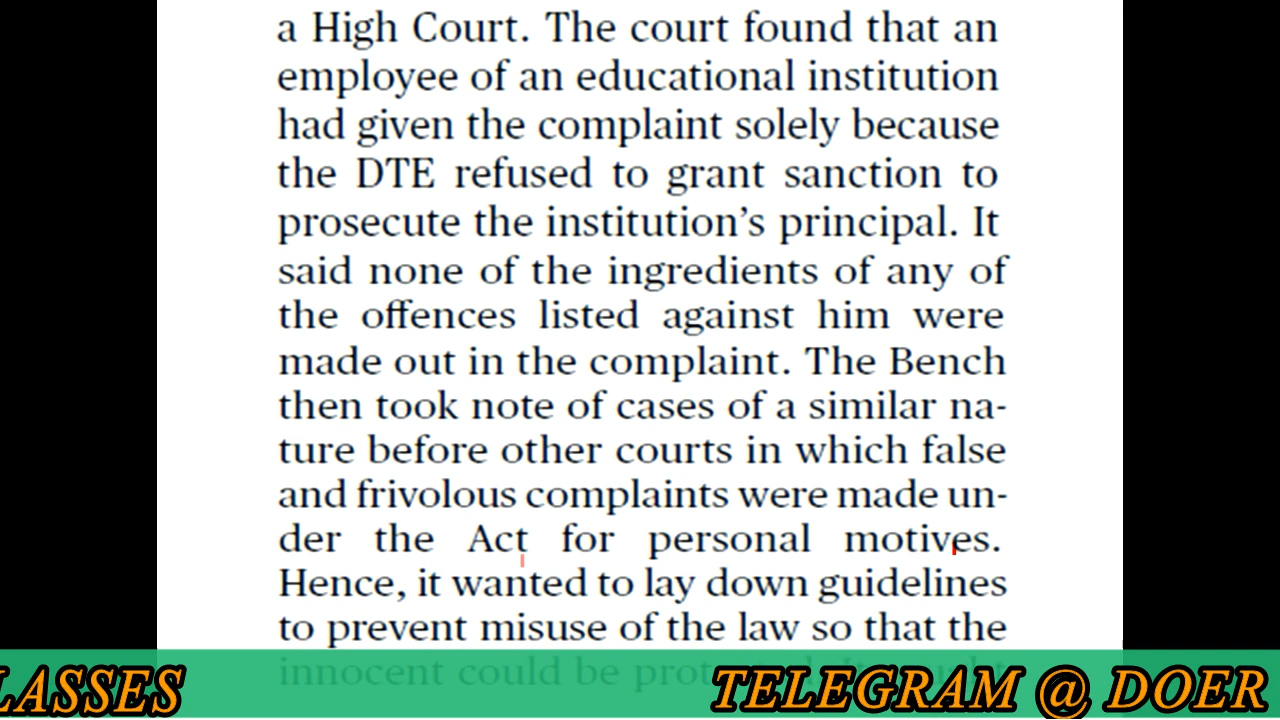 a High Court. The court found that an
employee of an educational institution
had given the complaint solely because
the DTE refused to grant sanction to
prosecute the institution's principal. It
said none of the ingredients of any of
the offences listed against him were
made out in the complaint. The Bench
then took note of cases of a similar na-
ture before other courts in which false
and frivolous complaints were made un-
der the Act for personal motives.
Hence, it wanted to lay down guidelines
to prevent misuse of the law so that the
innocent could be
LASSES TELEGRAM @ DOER